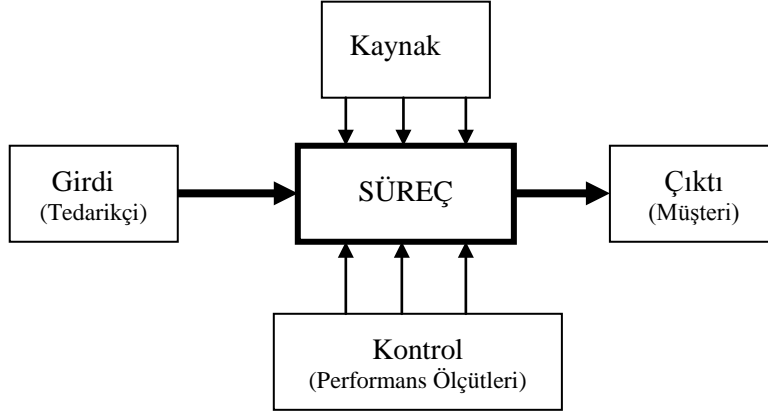 Kaynak
Girdi
(Tedarikçi)
SÜREÇ
Çıktı
(Müşteri)
Kontrol
(Performans Ölçütleri)